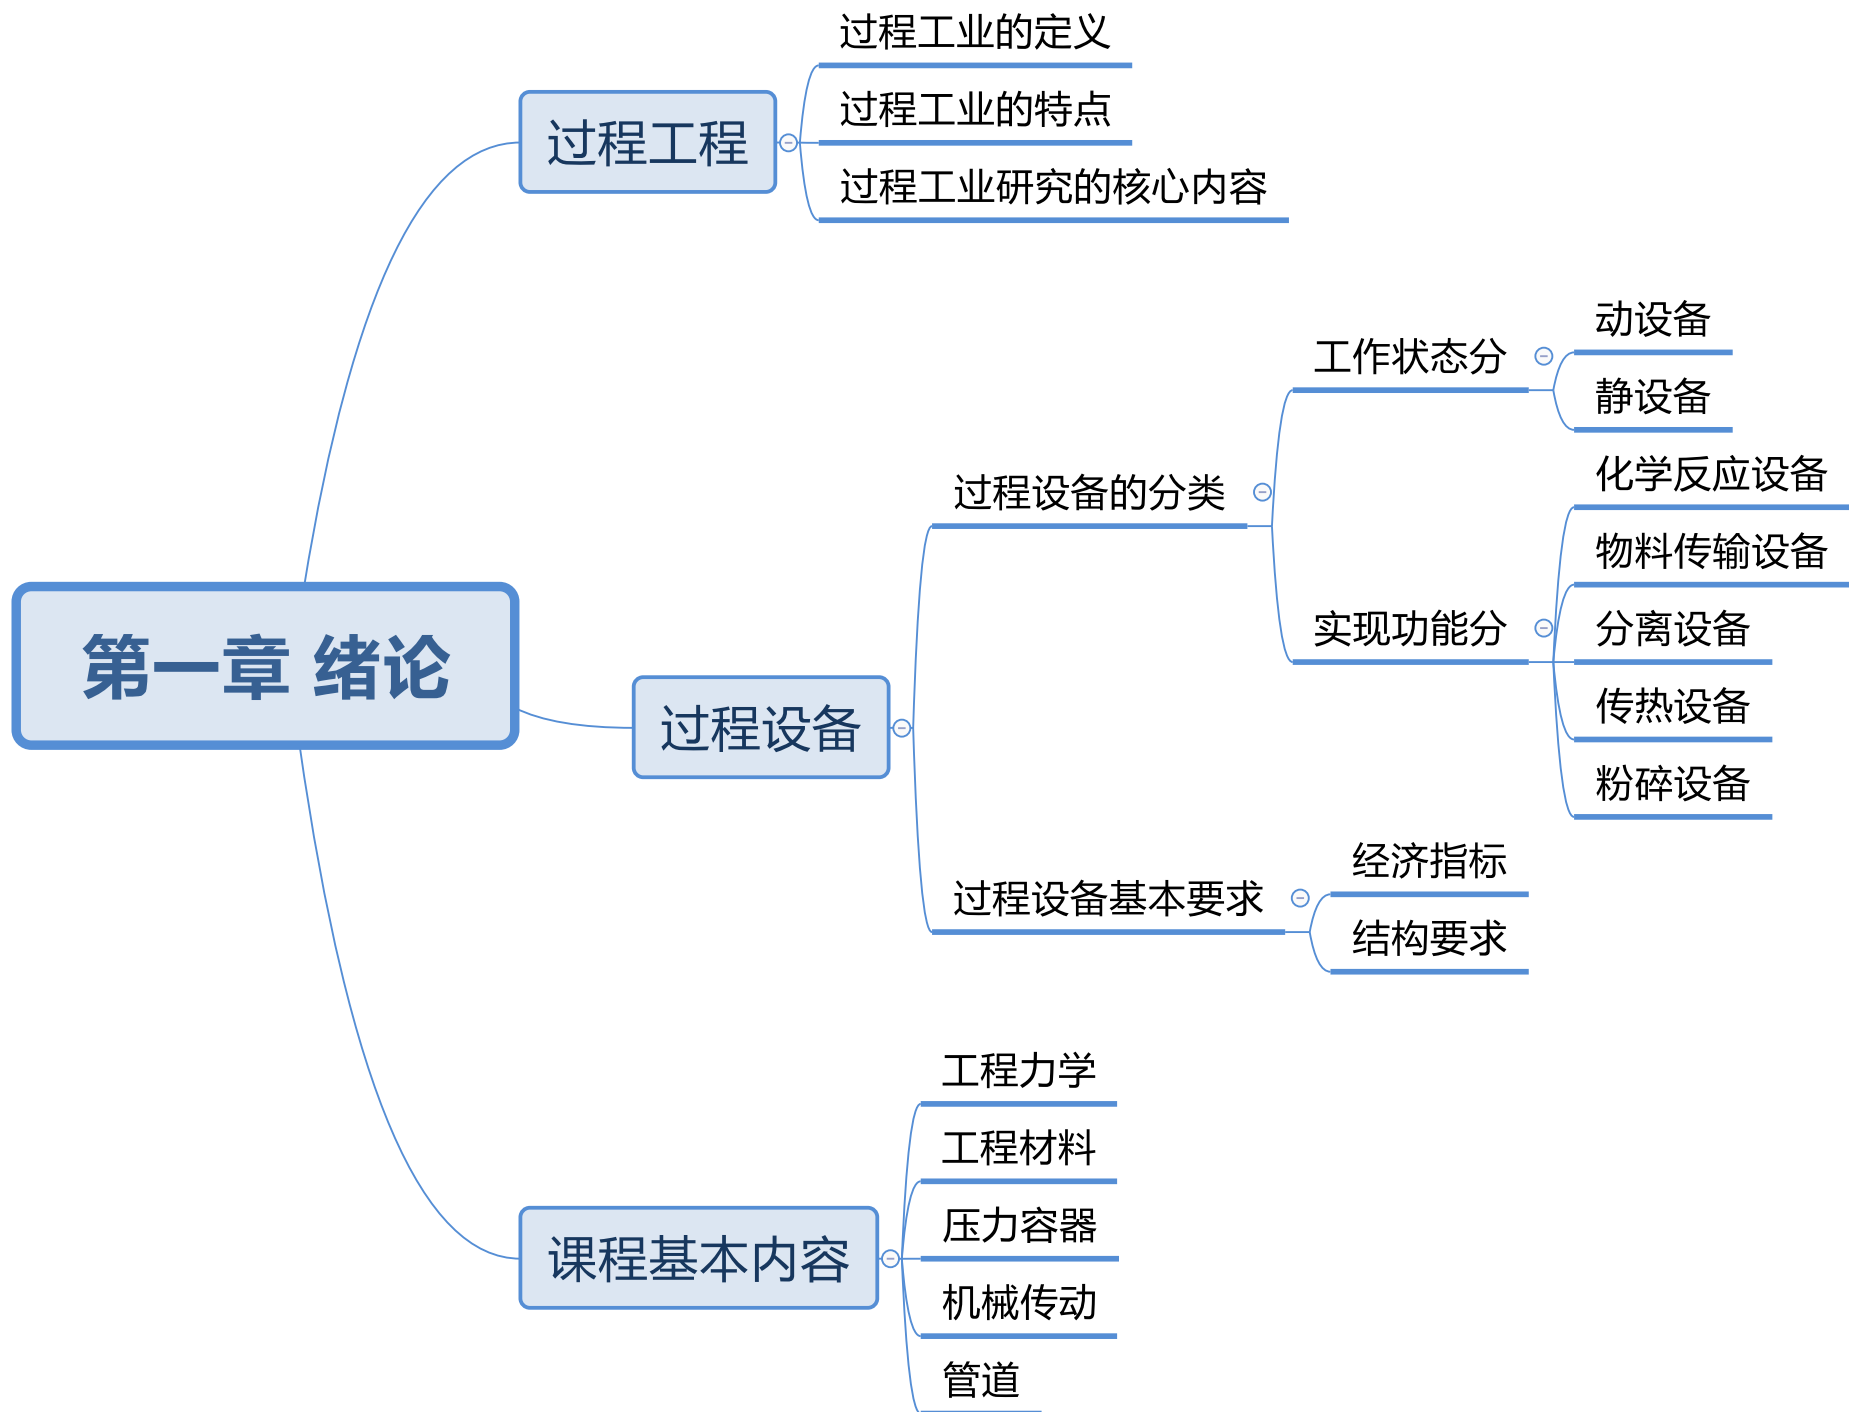 第一章 绪论
过程工程
过程工业的定义
过程工业的特点
过程工业研究的核心内容
过程设备
过程设备的分类
工作状态分
动设备
静设备
实现功能分
化学反应设备
物料传输设备
分离设备
传热设备
粉碎设备
过程设备基本要求
经济指标
结构要求
课程基本内容
工程力学
工程材料
压力容器
机械传动
管道